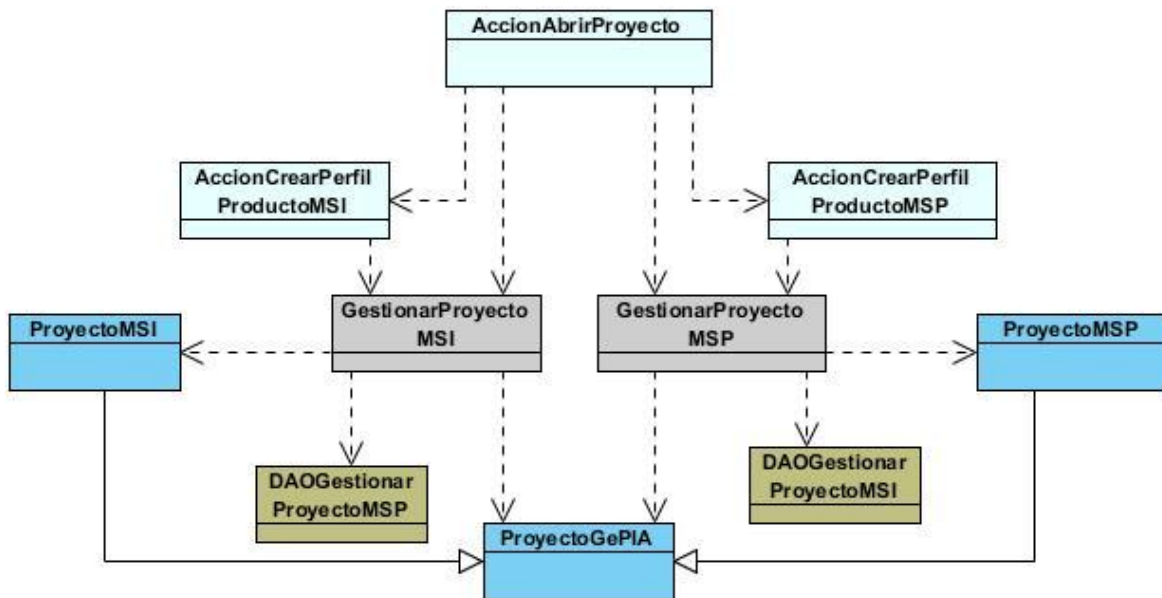 AccionAbrirProyecto
AccionCrearPerfil
ProductoMSI
AccionCrearPerfil
ProductoMSP
GestionarProyecto
MSI
GestionarProyecto
MSP
ProyectoMSI
ProyectoMSP
DAOGestionar
ProyectoMSP
DAOGestionar
ProyectoMSI
ProyectoGePIA